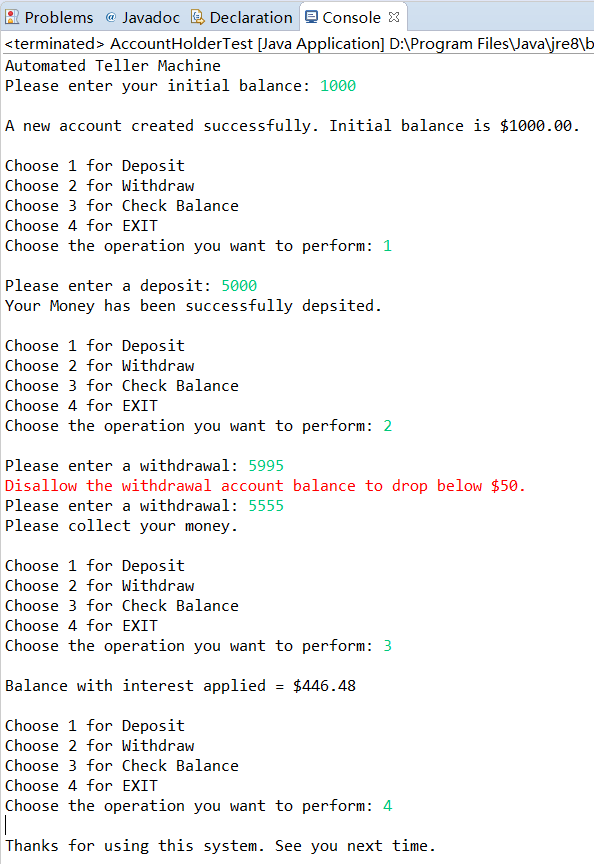 Problems @ Javadoc Declaration Console
<terminated> AccountHolderTest [Java Application] D:\Program Files\Java\jre8\b
Automated Teller Machine
Please enter your initial balance: 1000
A new account created successfully. Initial balance is $1000.00.
Choose 1 for Deposit
Choose 2 for Withdraw
Choose 3 for Check Balance
Choose 4 for EXIT
Choose the operation you want to perform: 1
Please enter a deposit: 5000
Your Money has been successfully depsited.
Choose 1 for Deposit
Choose 2 for Withdraw
Choose 3 for Check Balance
Choose 4 for EXIT
Choose the operation you want to perform: 2
Please enter a withdrawal: 5995
Disallow the withdrawal account balance to drop below $50.
Please enter a withdrawal: 5555
Please collect your money.
Choose 1 for Deposit
Choose 2 for Withdraw
Choose 3 for Check Balance
Choose 4 for EXIT
Choose the operation you want to perform: 3
Balance with interest applied = $446.48
Choose 1 for Deposit
Choose 2 for Withdraw
Choose 3 for Check Balance
Choose 4 for EXIT
Choose the operation you want to perform: 4
Thanks for using this system. See you next time.